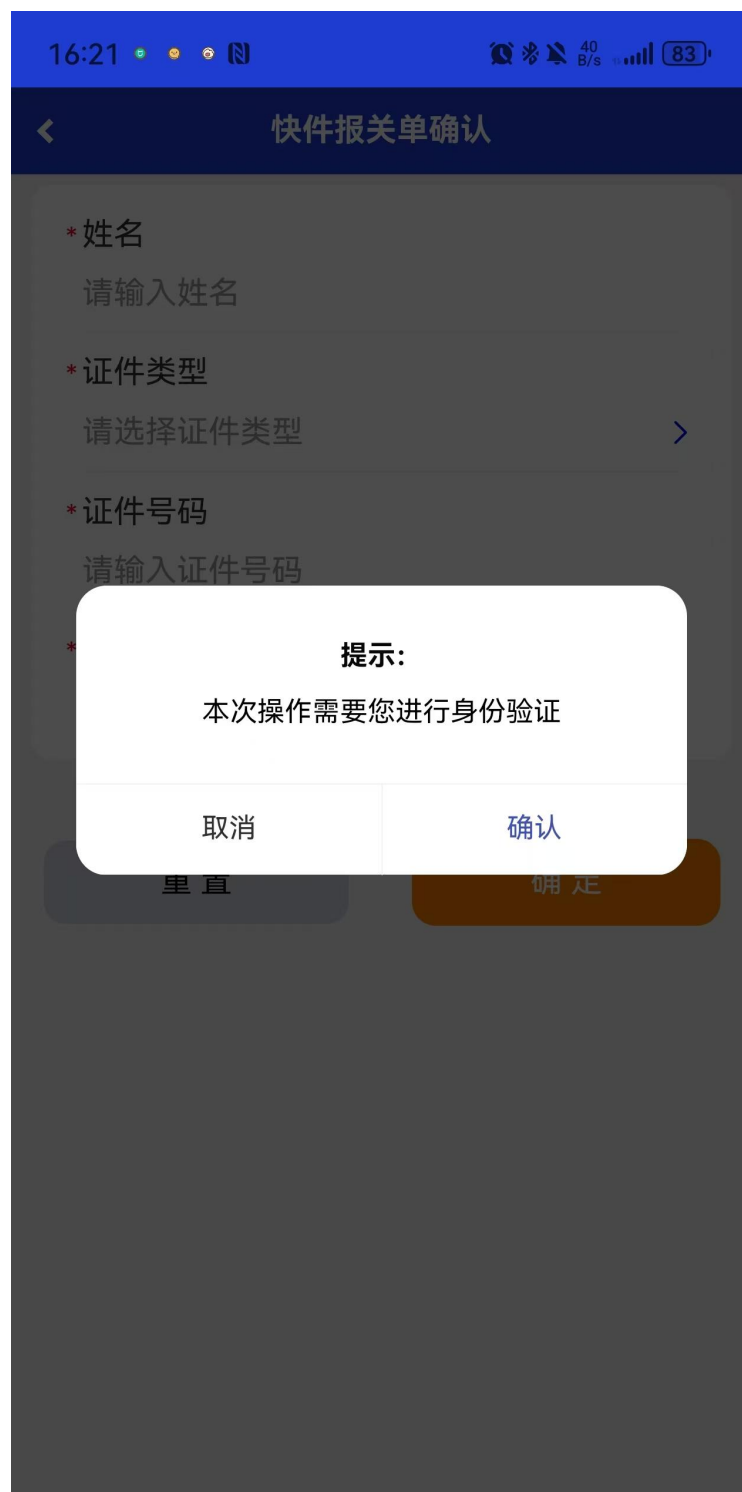 16:21
40
B/s
83
快件报关单确认
*姓名
请输入姓名
*证件类型
请选择证件类型
*证件号码
请输入证件号码
*
提示:
本次操作需要您进行身份验证
取消
确认
重置
确定